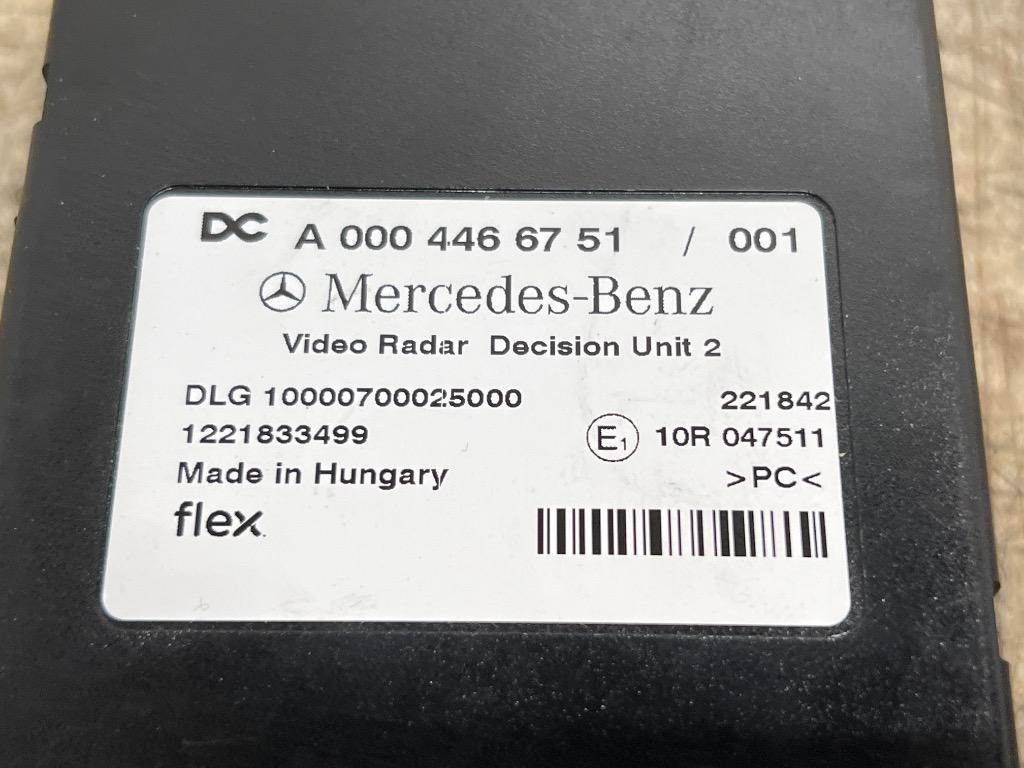 DC A 000 446 67 51 / 001
Mercedes-Benz
Video Radar Decision Unit 2
DLG 10000700025000 221842
1221833499 E1 10R 047511
Made in Hungary >PC<
flex.